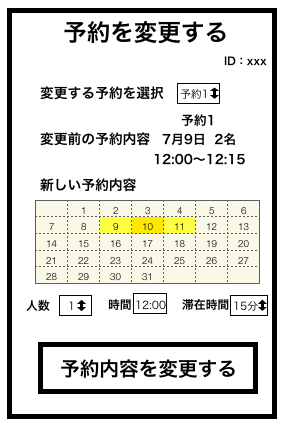 予約を変更する
ID：xxx
変更する予約を選択 予約1
予約1
変更前の予約内容 7月9日 2名
12:00〜12:15
新しい予約内容
1 2 3 4 5 6
7 8 9 10 11 12 13
14 15 16 17 18 19 20
21 22 23 24 25 26 27
28 29 30 31
人数 1 時間 12:00 滞在時間 15分
予約内容を変更する